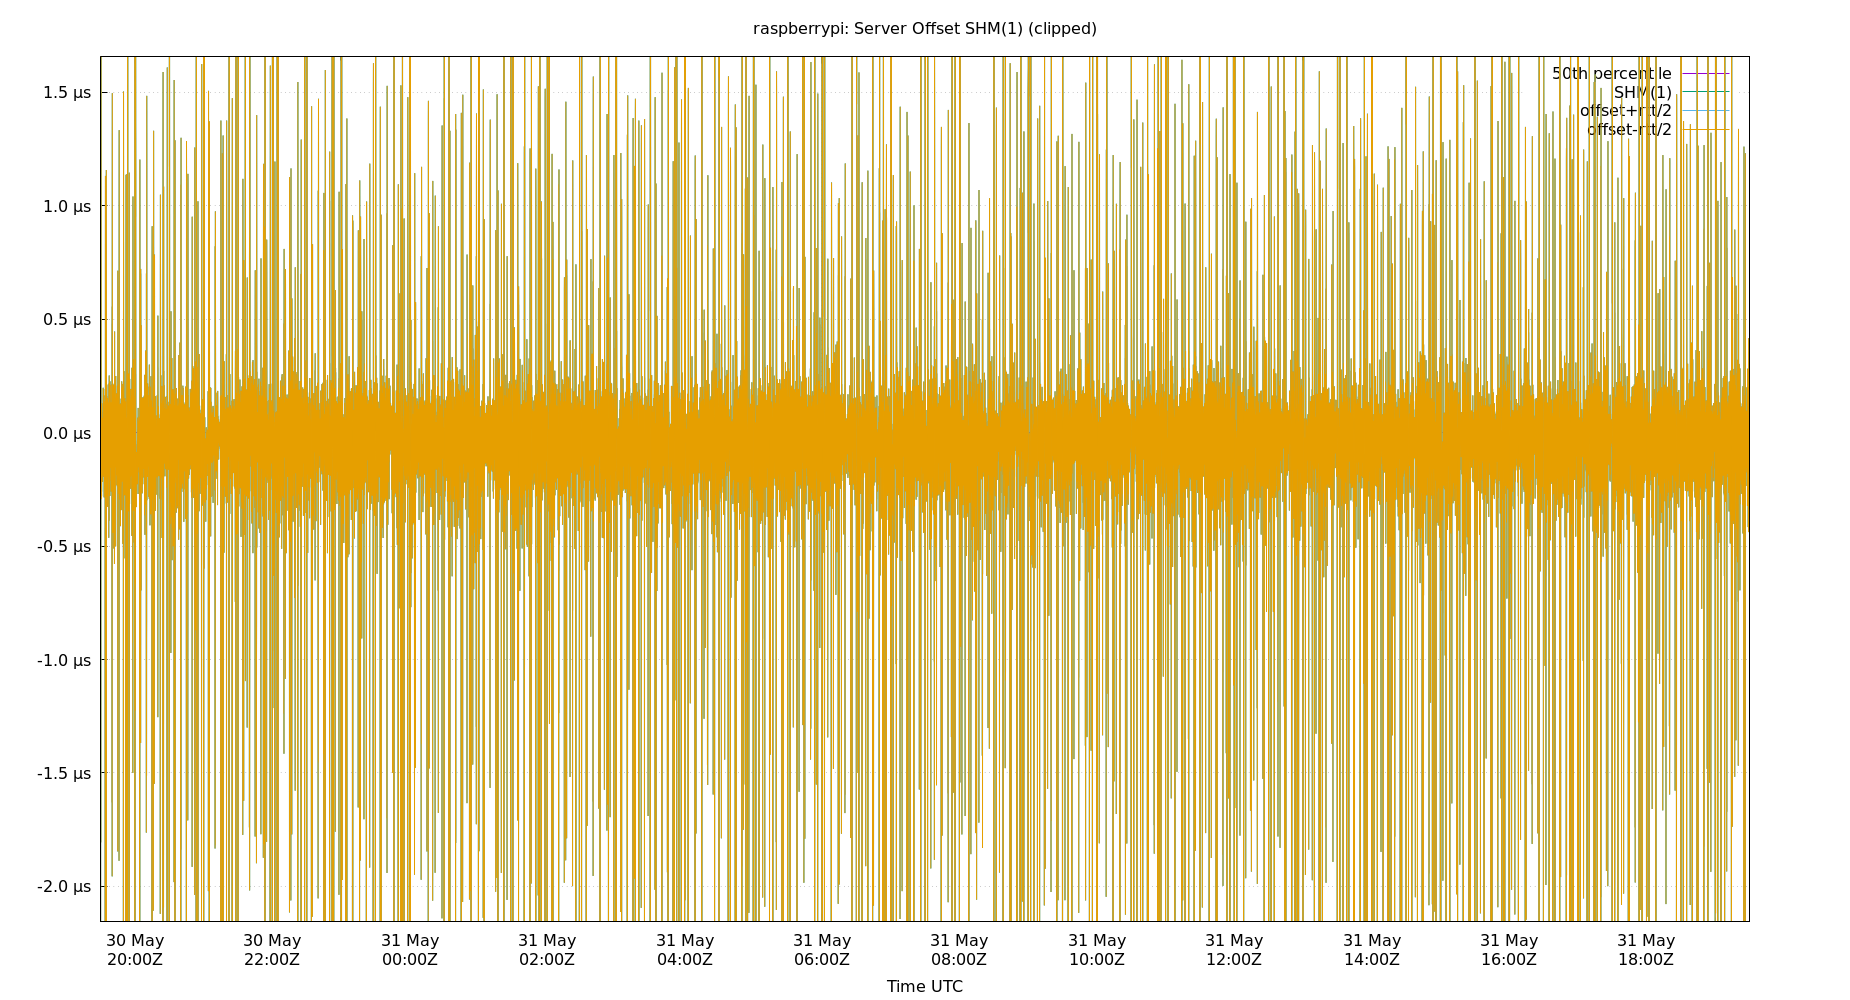 raspberrypi: Server Offset SHM(1) (clipped)
50th percentile
SHM(1)
offset+rtt/2
offset-rtt/2
1.5 µs
1.0 µs
0.5 µs
0.0 µs
-0.5 µs
-1.0 µs
-1.5 µs
-2.0 µs
30 May 30 May 31 May 31 May 31 May 31 May 31 May 31 May 31 May 31 May 31 May 31 May
20:00Z 22:00Z 00:00Z 02:00Z 04:00Z 06:00Z 08:00Z 10:00Z 12:00Z 14:00Z 16:00Z 18:00Z
Time UTC